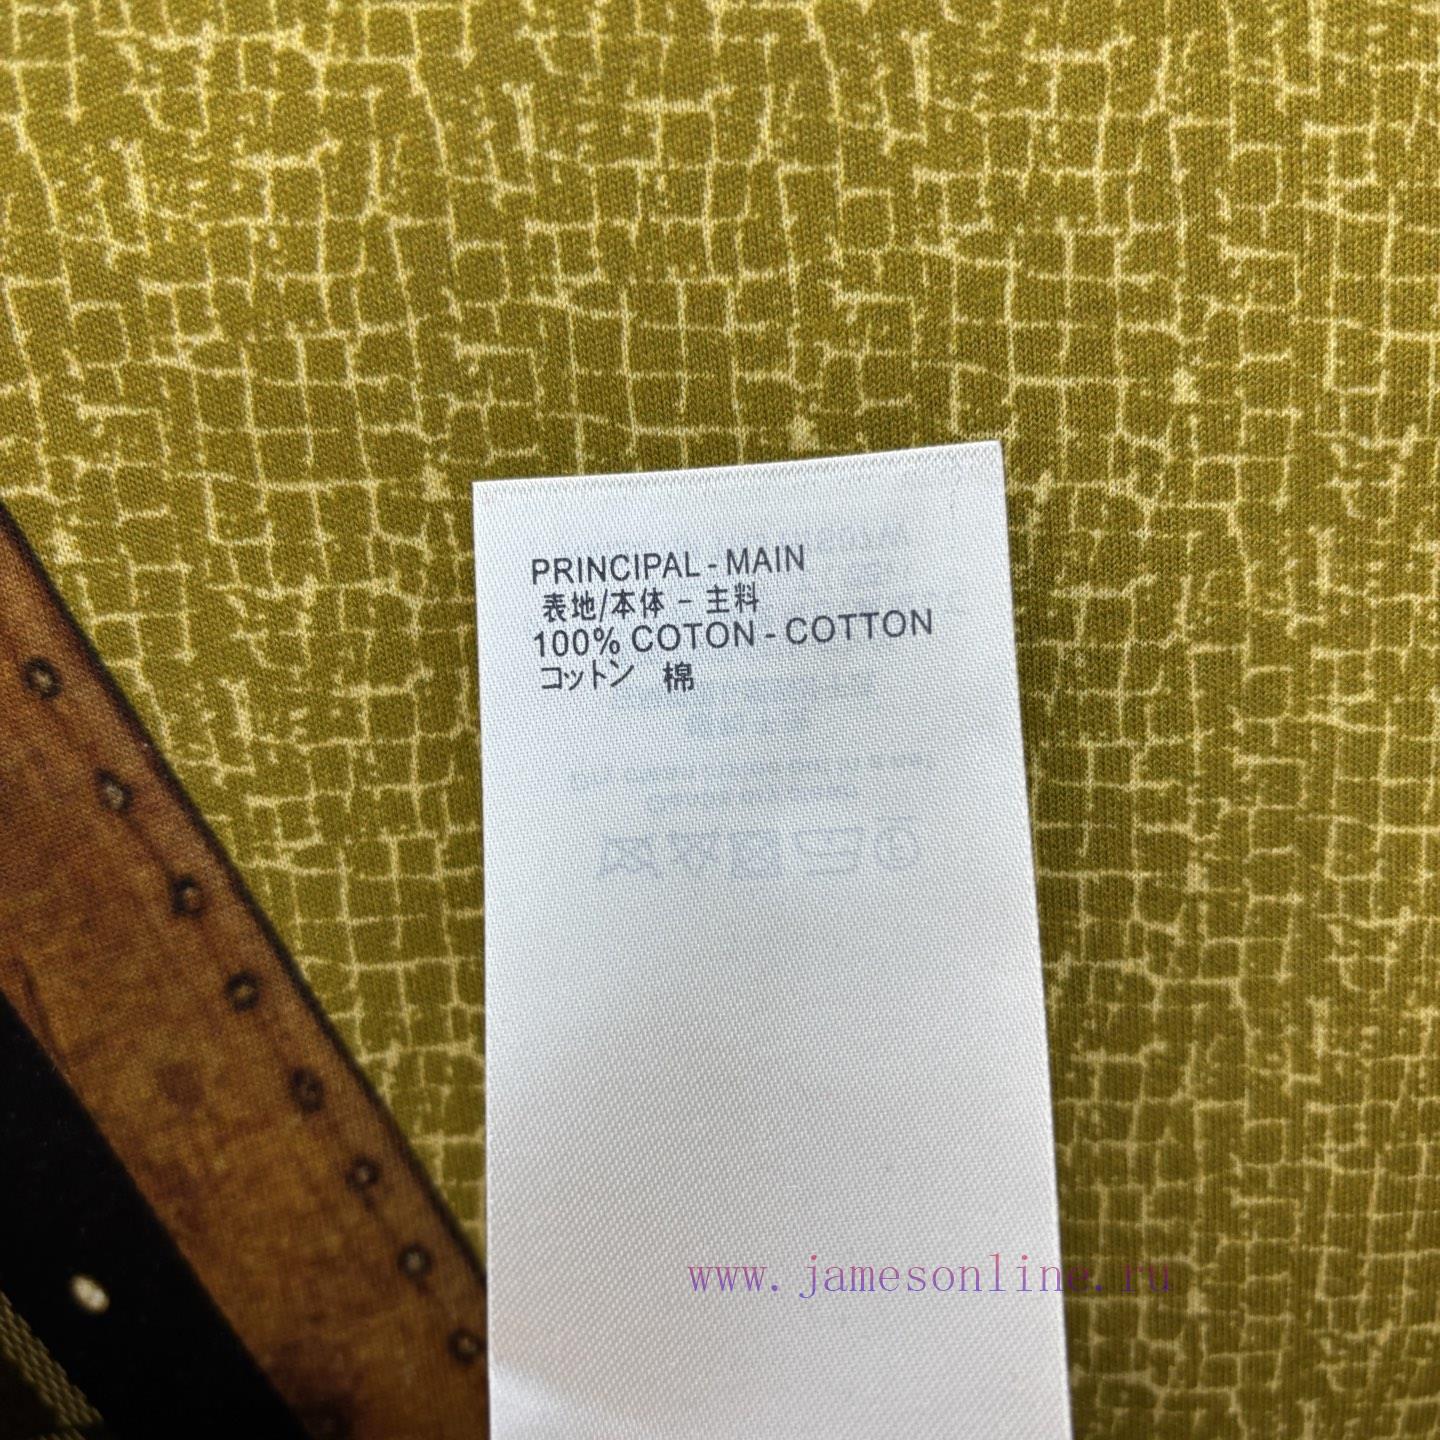 PRINCIPAL - MAIN
表地/本体 - 主料
100% COTON - COTTON
コットン 棉
www.jamesonline.ru